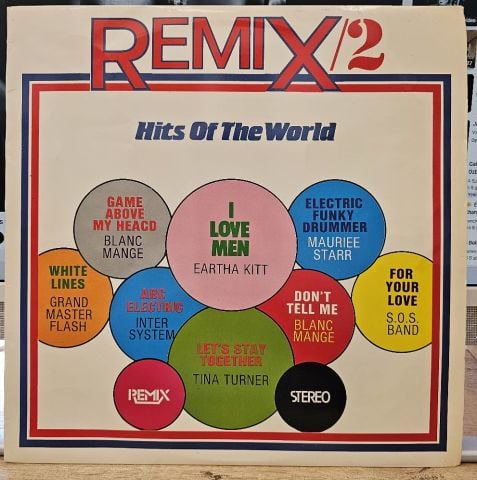 REMIX/2
Hits Of The World
GAME
ABOVE
MY HEACD
BLANC
MANGE
I
LOVE
MEN
EARTHA KITT
ELECTRIC
FUNKY
DRUMMER
MAURIEE
STARR
WHITE
LINES
GRAND
MASTER
FLASH
ABS
ELECTRIC
INTER
SYSTEM
DON'T
TELL ME
BLANC
MANGE
FOR
YOUR
LOVE
S.O.S.
BAND
LET'S STAY
TOGETHER
TINA TURNER
REMIX
STEREO